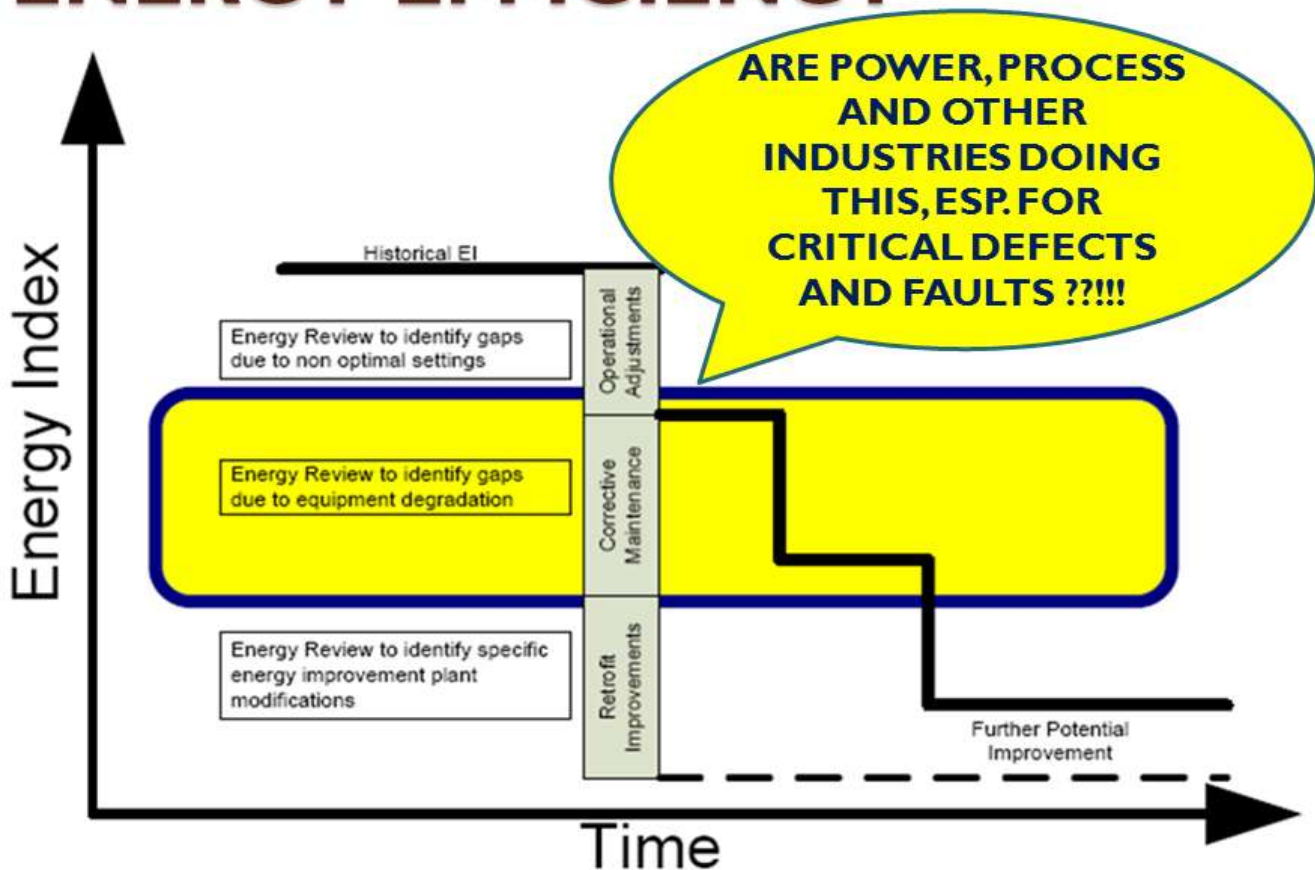 ENERGY EFFICIENCY
ARE POWER, PROCESS
AND OTHER
INDUSTRIES DOING
THIS, ESP. FOR
CRITICAL DEFECTS
AND FAULTS ??!!!
Energy Index
Historical EI
Energy Review to identify gaps
due to non optimal settings
Operational
Adjustments
Energy Review to identify gaps
due to equipment degradation
Corrective
Maintenance
Energy Review to identify specific
energy improvement plant
modifications
Retrofit
Improvements
Further Potential
Improvement
Time